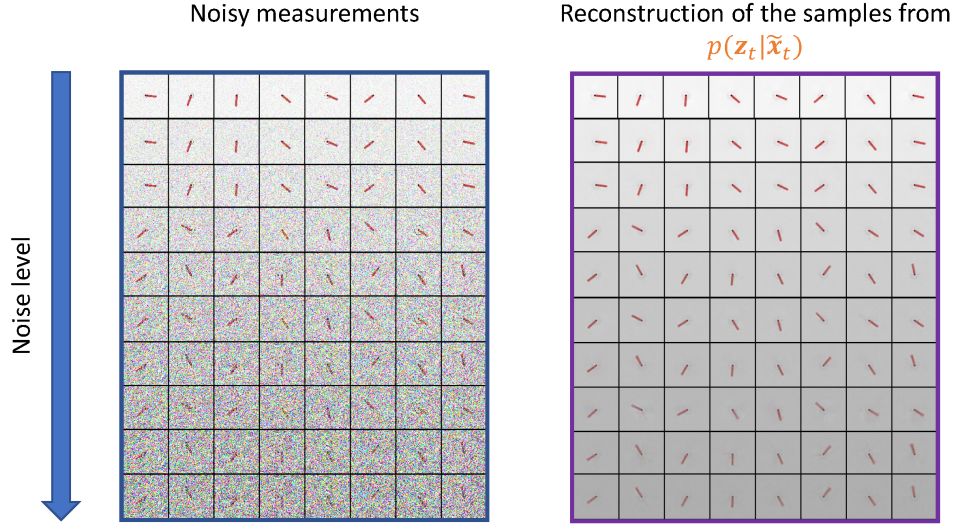 Noisy measurements
Reconstruction of the samples from
p(𝒛ₜ|𝒙̃ₜ)
Noise level